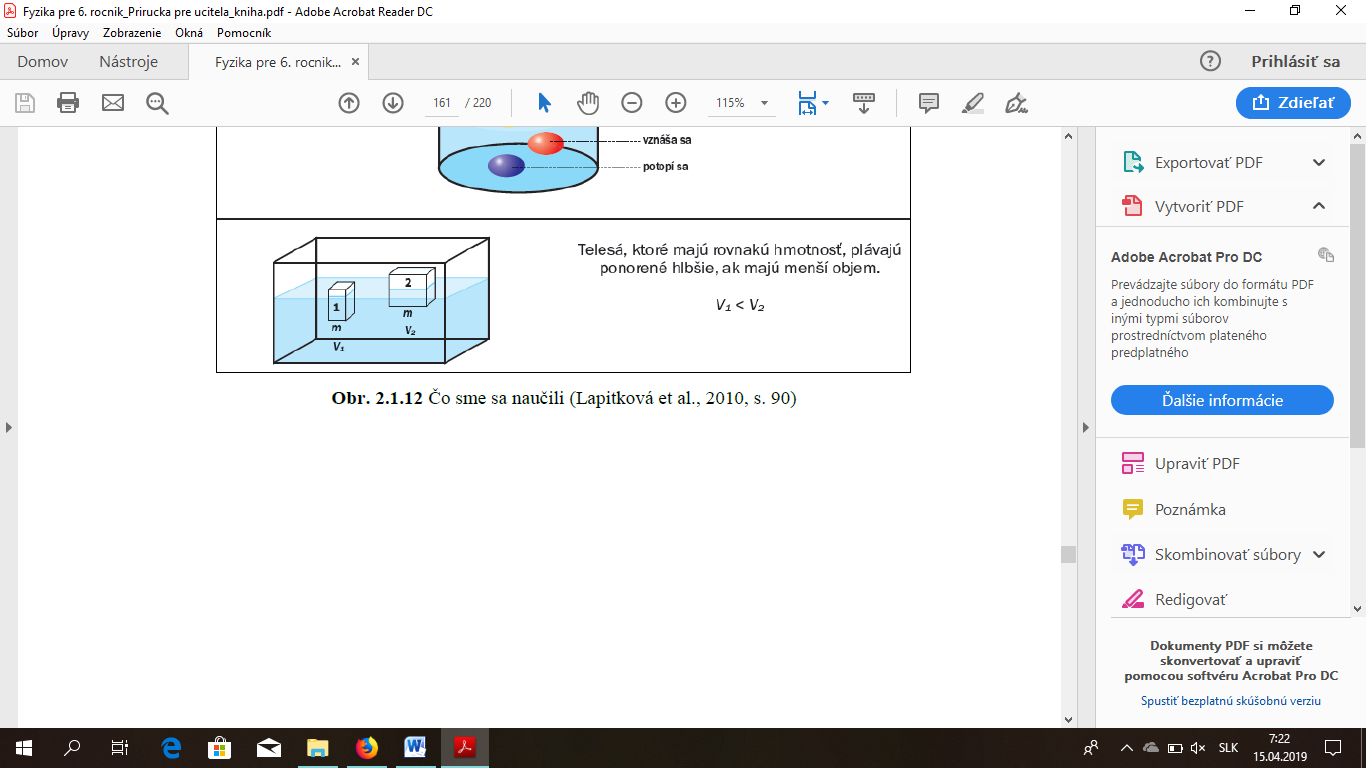 Fyzika pre 6. rocnik_Prirucka pre ucitela_kniha.pdf - Adobe Acrobat Reader DC
Súbor Úpravy Zobrazenie Okná Pomocník
Domov Nástroje Fyzika pre 6. rocnik... × Prihlásiť sa
161 / 220 115% Zdieľať
vznáša sa
potopí sa
Telesá, ktoré majú rovnakú hmotnosť, plávajú
ponorené hlbšie, ak majú menší objem.
V₁ < V₂
1
m
V₁
2
m
V₂
Obr. 2.1.12 Čo sme sa naučili (Lapitková et al., 2010, s. 90)
Exportovať PDF
Vytvoriť PDF
Adobe Acrobat Pro DC
Prevádzajte súbory do formátu PDF
a jednoducho ich kombinujte s
inými typmi súborov
prostredníctvom plateného
predplatného
Ďalšie informácie
Upraviť PDF
Poznámka
Skombinovať súbory
Redigovať
Dokumenty PDF si môžete
skonvertovať a upraviť
pomocou softvéru Acrobat Pro DC
Spustiť bezplatnú skúšobnú verziu
SLK
7:22
15.04.2019